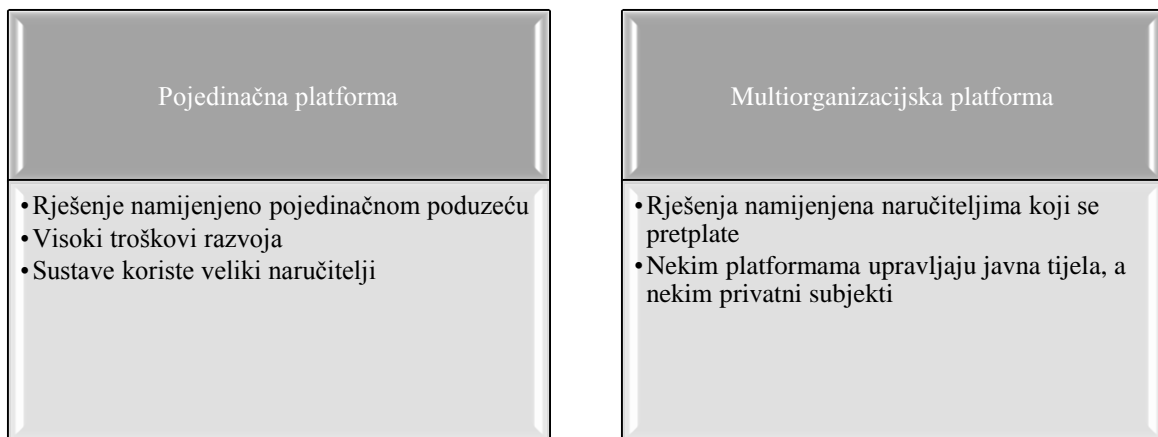 Pojedinačna platforma
•Rješenje namijenjeno pojedinačnom poduzeću
•Visoki troškovi razvoja
•Sustave koriste veliki naručitelji
Multiorganizacijska platforma
•Rješenja namijenjena naručiteljima koji se
pretplate
•Nekim platformama upravljaju javna tijela, a
nekim privatni subjekti